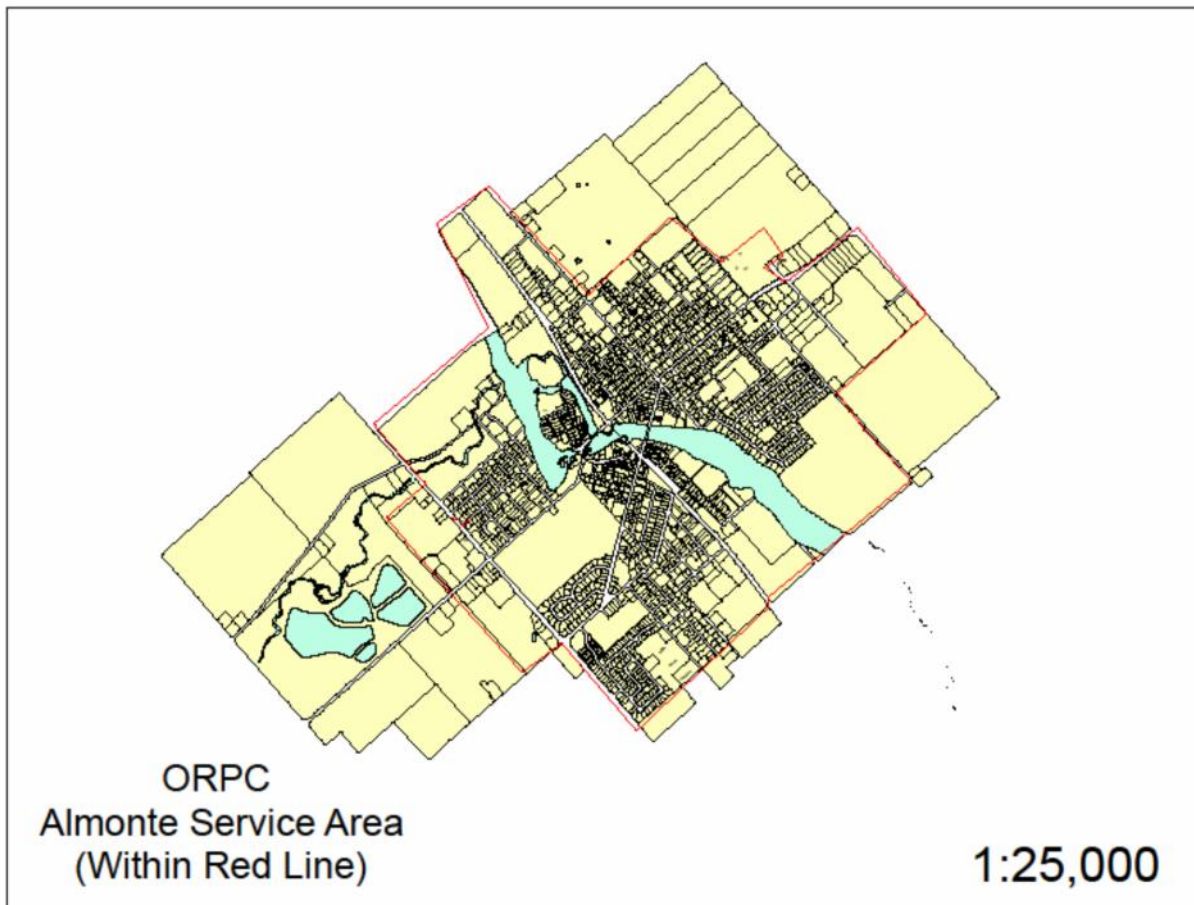 ORPC
Almonte Service Area
(Within Red Line)
1:25,000